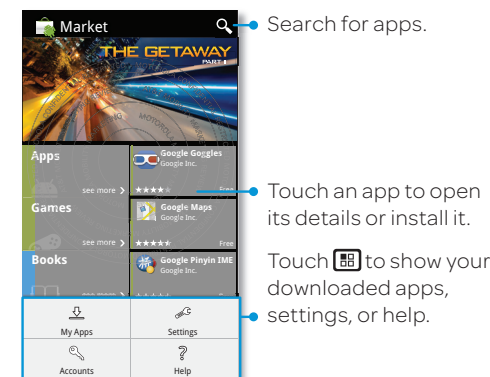 Market
Search for apps.
THE GETAWAY
PART I
Apps
see more
Google Goggles
Google Inc.
Free
Touch an app to open
its details or install it.
Games
see more
Google Maps
Google Inc.
Free
Books
Google Pinyin IME
Google Inc.
Touch to show your
downloaded apps,
settings, or help.
My Apps
Settings
Accounts
Help